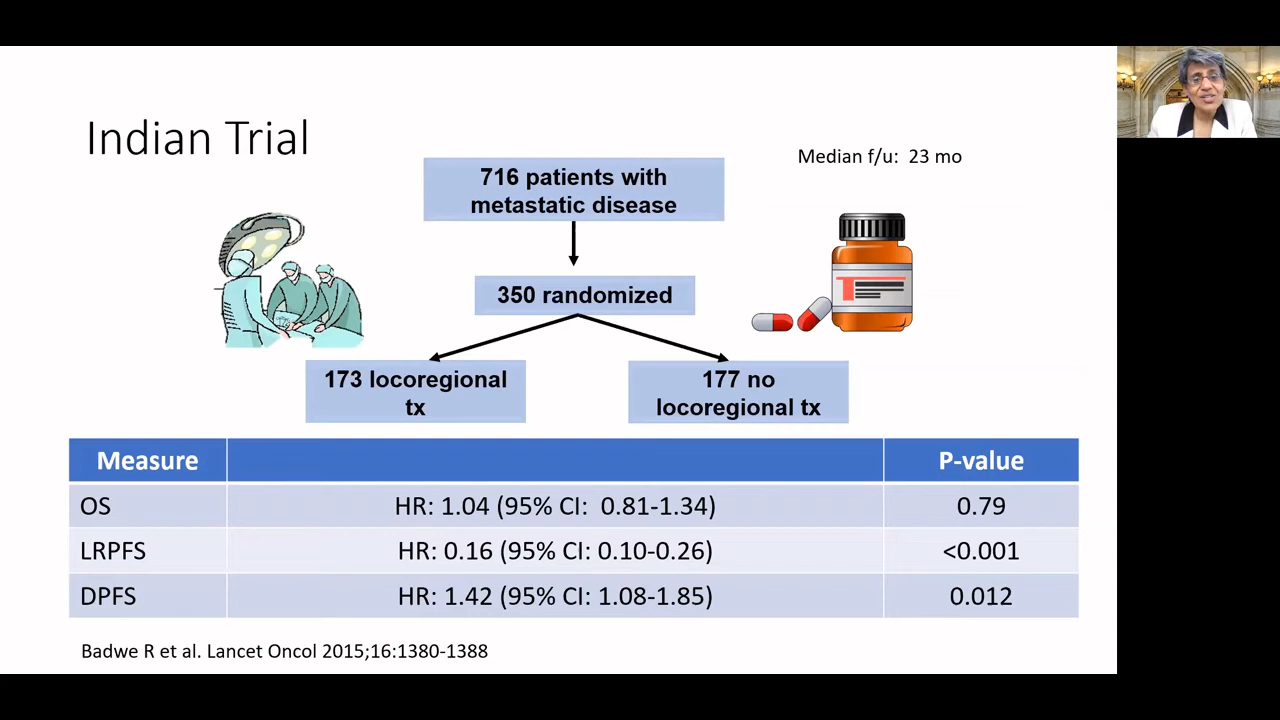 Indian Trial
Median f/u: 23 mo
716 patients with
metastatic disease
350 randomized
173 locoregional
tx
177 no
locoregional tx
Measure P-value
OS HR: 1.04 (95% CI: 0.81-1.34) 0.79
LRPFS HR: 0.16 (95% CI: 0.10-0.26) <0.001
DPFS HR: 1.42 (95% CI: 1.08-1.85) 0.012
Badwe R et al. Lancet Oncol 2015;16:1380-1388